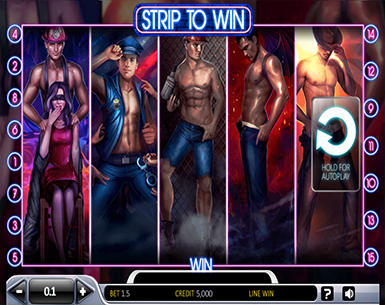 STRIP TO WIN
4 14
2 12
8 9
6 11
1 10
7
3 13
5 15
HOLD FOR
AUTOPLAY
WIN
- 0.1 + BET 1.5 CREDIT 5,000 LINE WIN ?